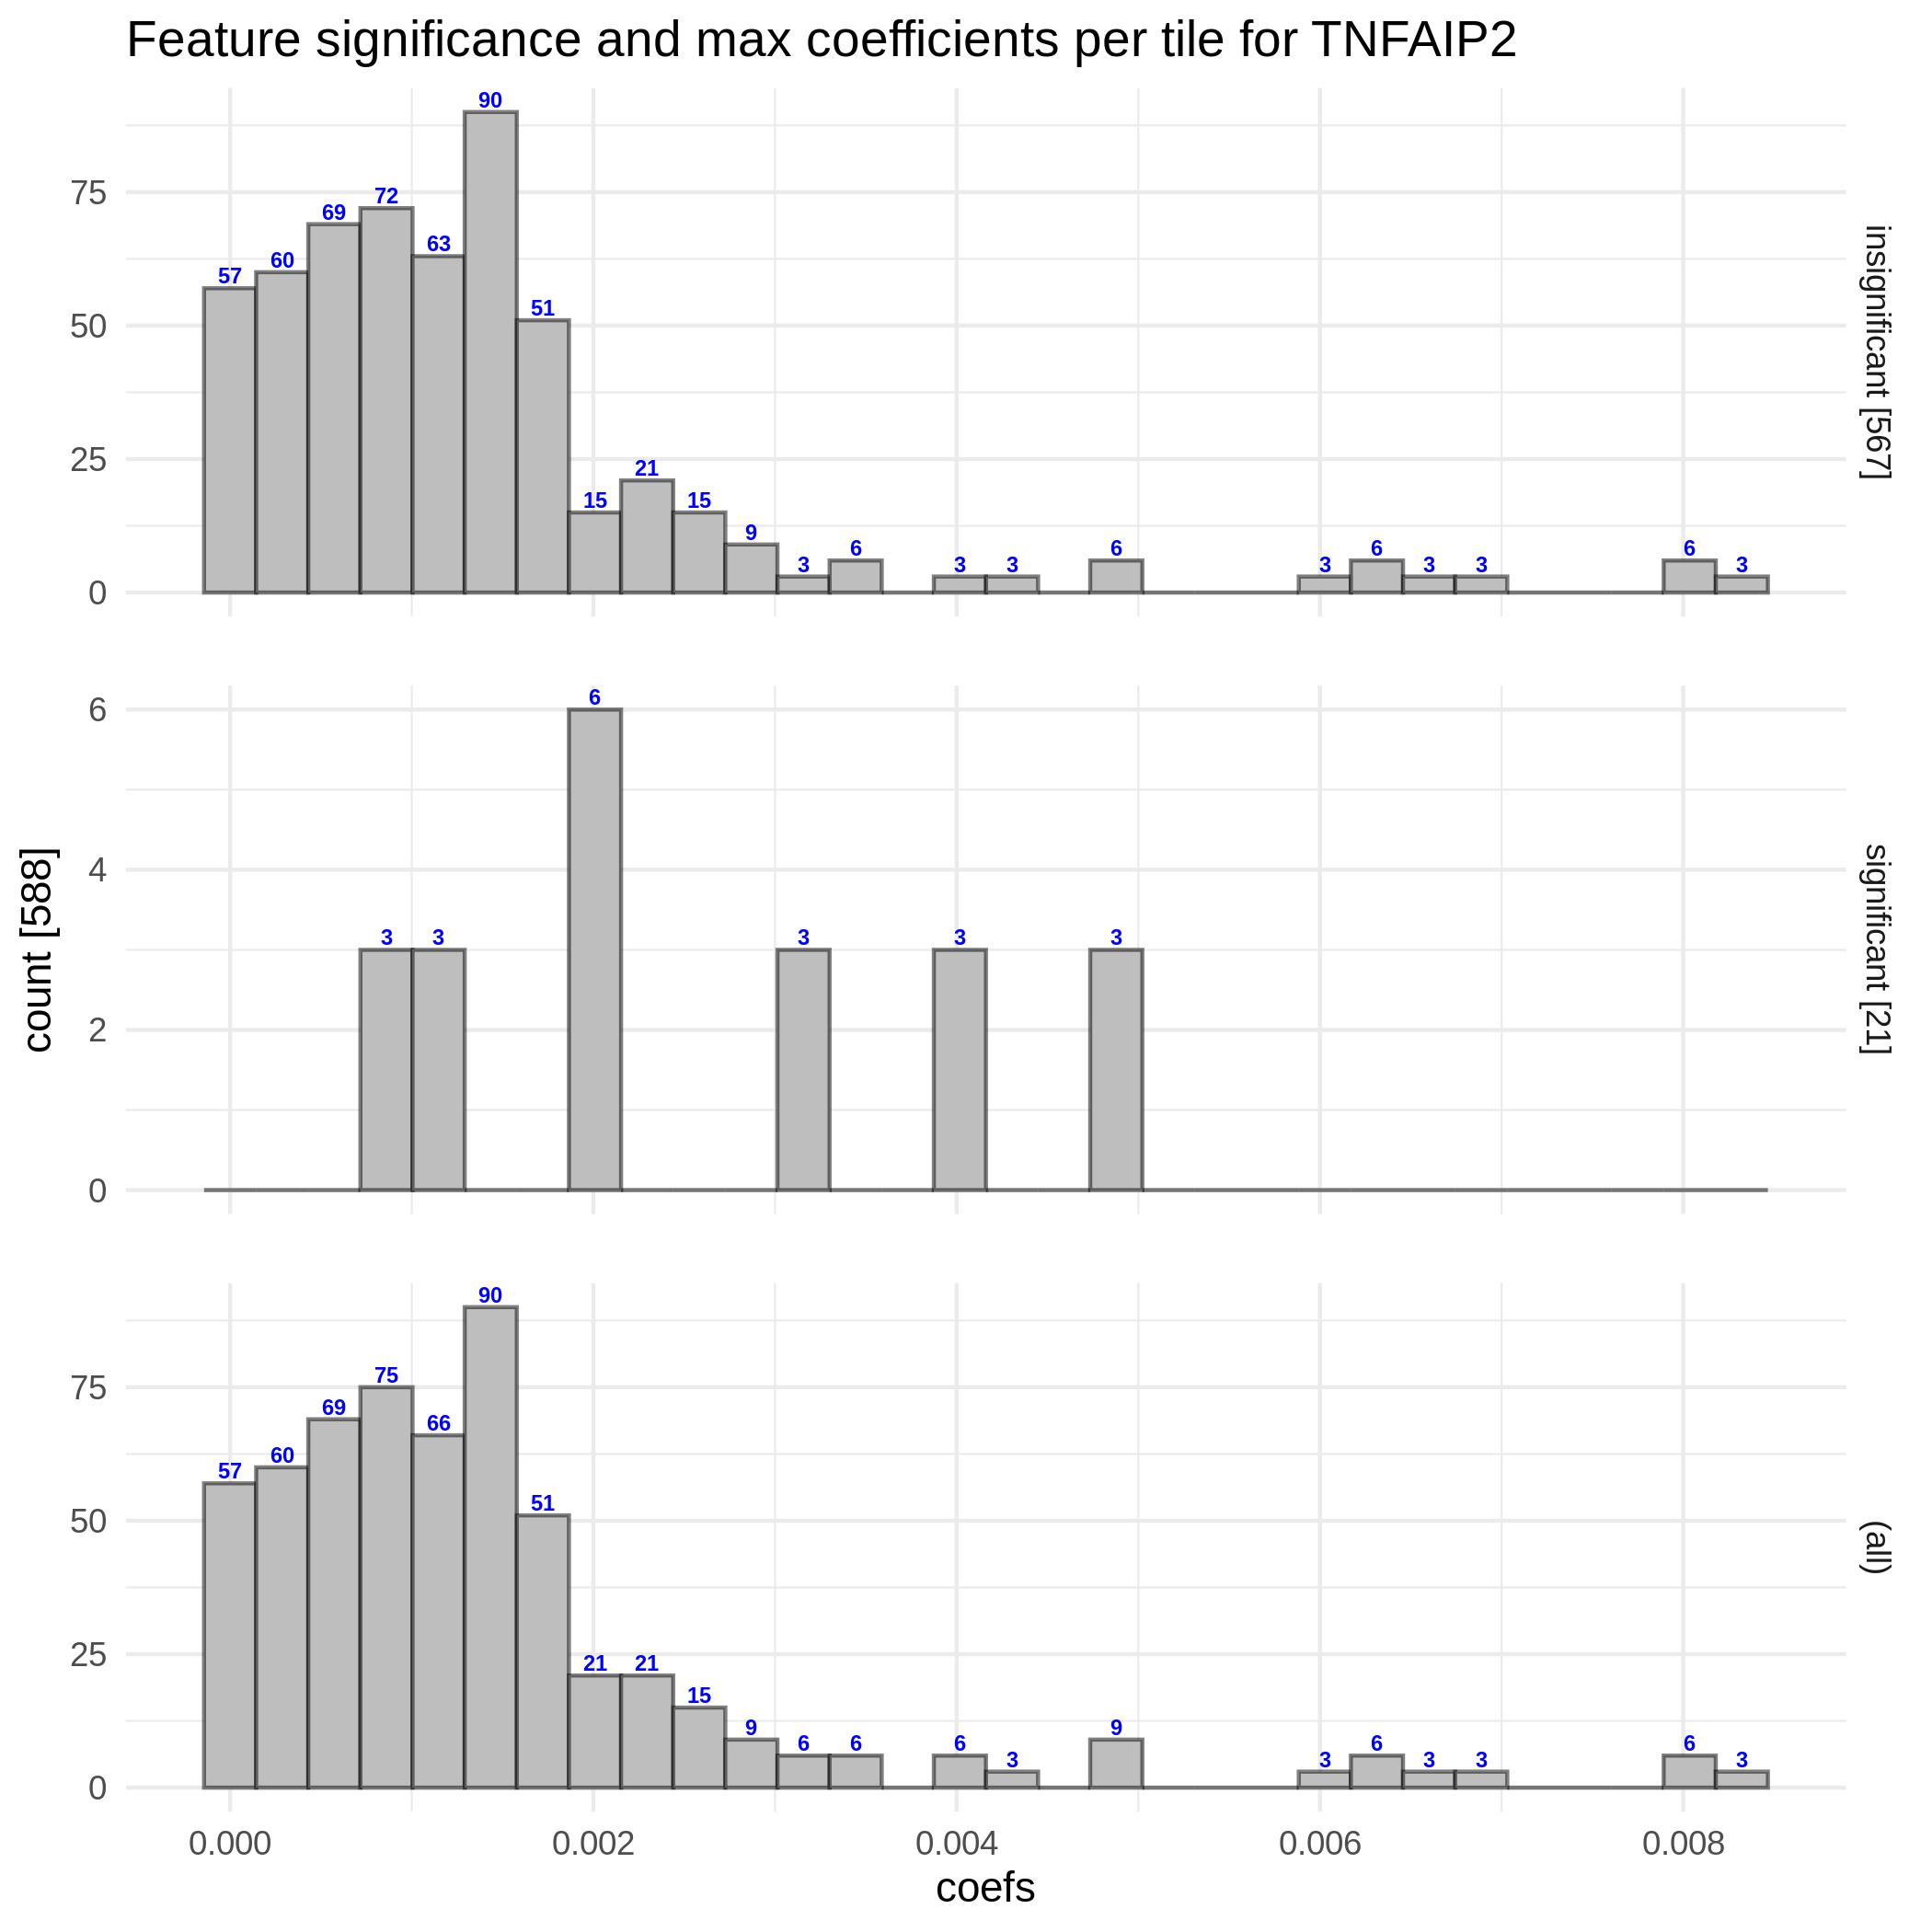 Feature significance and max coefficients per tile for TNFAIP2
count [588]
insignificant [567]
75
50
25
0
57 60 69 72 63 90 51 15 21 15 9 3 6 3 3 6 3 6 3 3 6 3
significant [21]
6
4
2
0
3 3 6 3 3 3
(all)
75
50
25
0
57 60 69 75 66 90 51 21 21 15 9 6 6 6 3 9 3 6 3 3 6 3
0.000 0.002 0.004 0.006 0.008
coefs